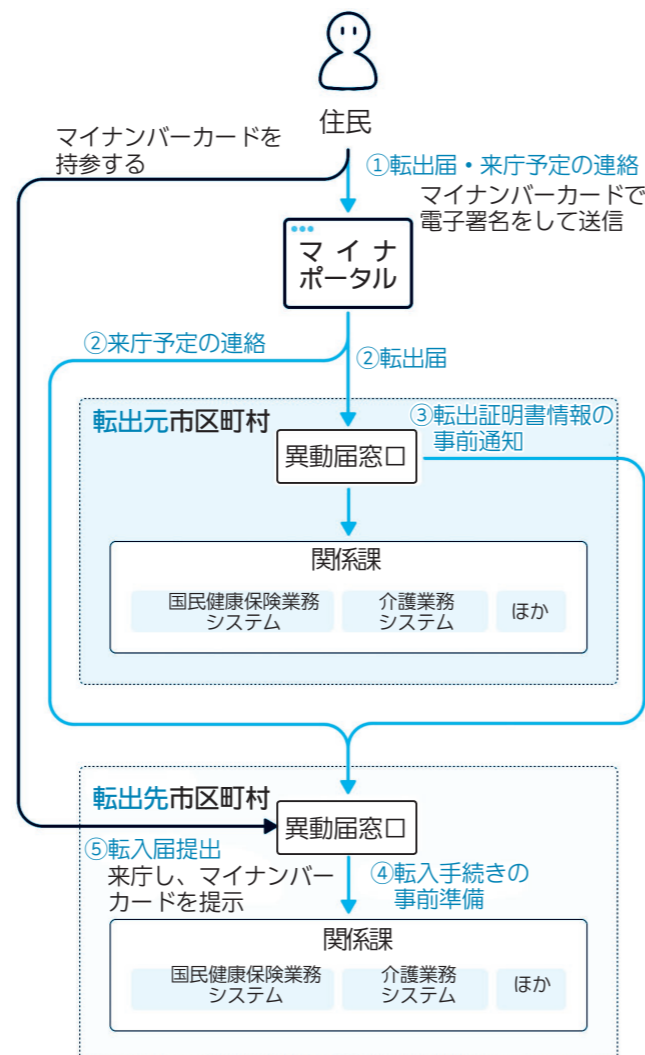 住民
マイナンバーカードを
持参する
①転出届・来庁予定の連絡
マイナンバーカードで
電子署名をして送信
マイナ
ポータル
②来庁予定の連絡
②転出届
転出元市区町村
③転出証明書情報の
事前通知
異動届窓口
関係課
国民健康保険業務
システム
介護業務
システム
ほか
転出先市区町村
異動届窓口
⑤転入届提出
来庁し、マイナンバー
カードを提示
④転入手続きの
事前準備
関係課
国民健康保険業務
システム
介護業務
システム
ほか